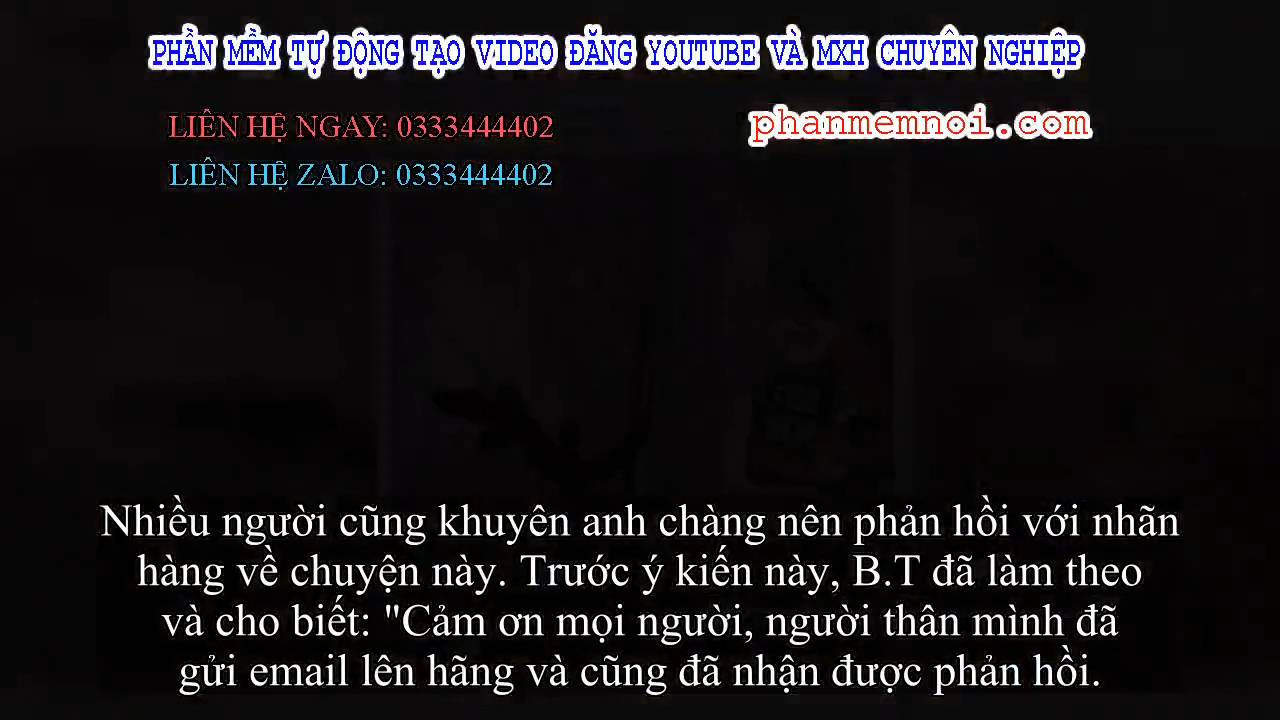 PHẦN MỀM TỰ ĐỘNG TẠO VIDEO ĐĂNG YOUTUBE VÀ MXH CHUYÊN NGHIỆP
LIÊN HỆ NGAY: 0333444402
phanmemnoi.com
LIÊN HỆ ZALO: 0333444402
Nhiều người cũng khuyên anh chàng nên phản hồi với nhãn
hàng về chuyện này. Trước ý kiến này, B.T đã làm theo
và cho biết: "Cảm ơn mọi người, người thân mình đã
gửi email lên hãng và cũng đã nhận được phản hồi.